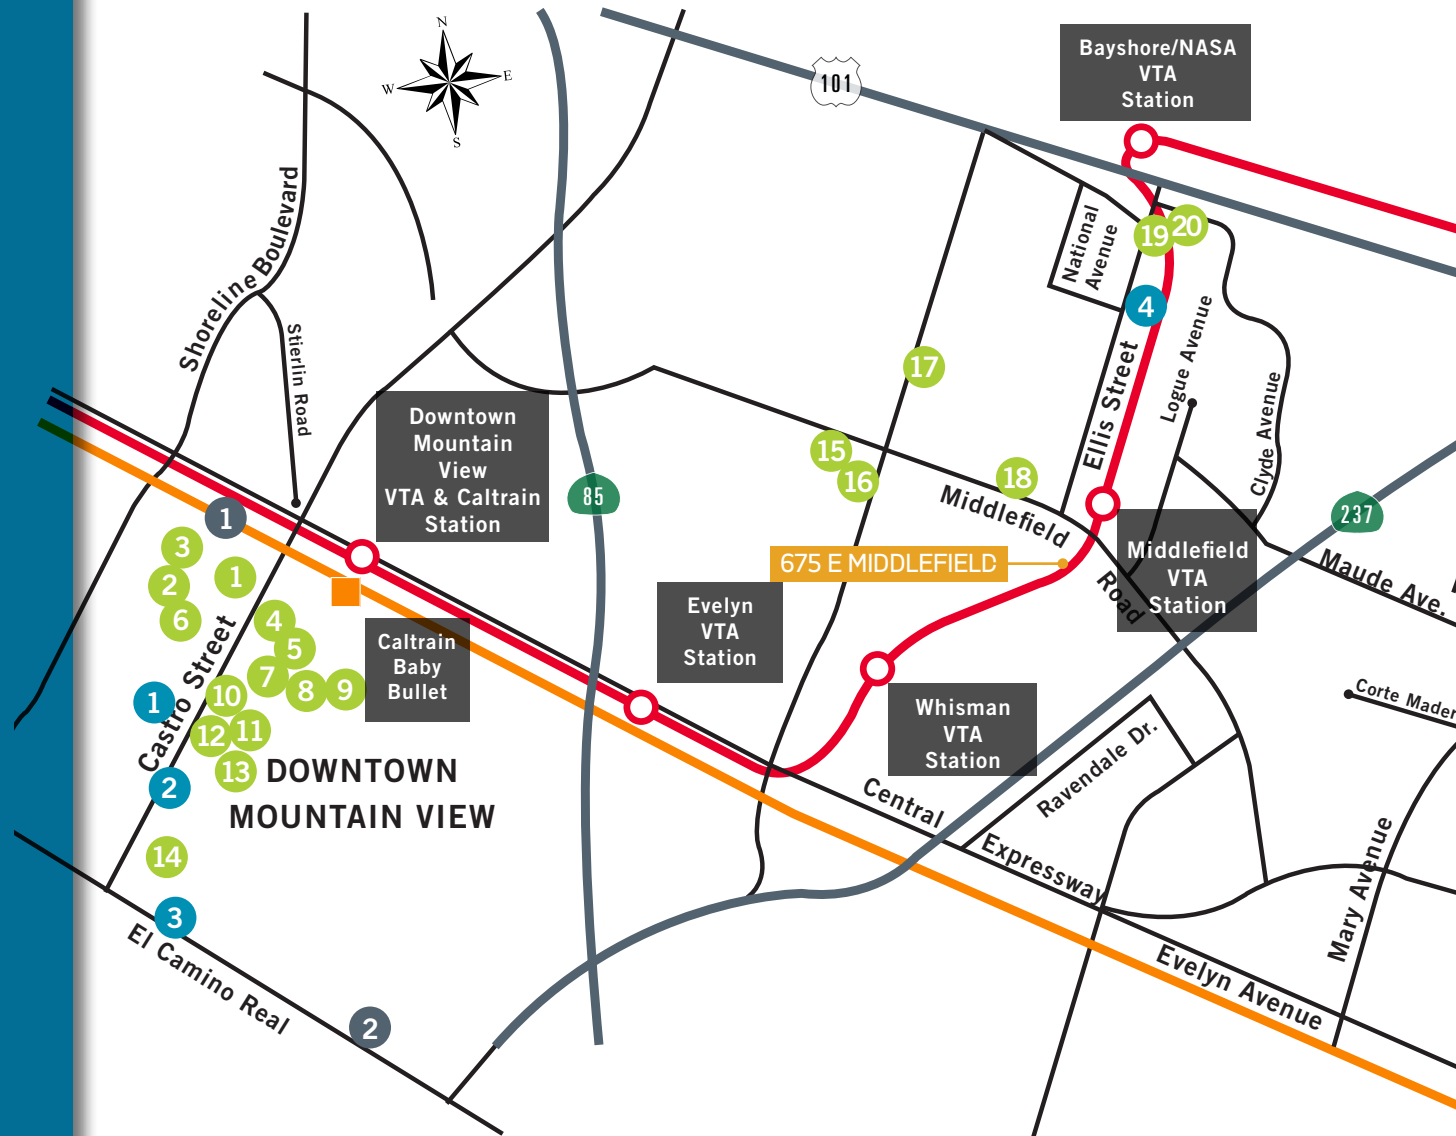 N
W
E
S
101
Bayshore/NASA
VTA
Station
Shoreline Boulevard
Stierlin Road
National
Avenue
19
20
4
Ellis Street
Logue Avenue
Clyde Avenue
17
Downtown
Mountain
View
VTA & Caltrain
Station
85
15
16
18
Middlefield
Road
237
Middlefield
VTA
Station
Maude Ave.
675 E MIDDLEFIELD
Evelyn
VTA
Station
1
3
2
1
6
4
5
7
8
9
10
1
12
11
13
2
14
3
2
Castro Street
Caltrain
Baby
Bullet
DOWNTOWN
MOUNTAIN VIEW
Whisman
VTA
Station
Corte Mader
Ravendale Dr.
Central
Expressway
Mary Avenue
Evelyn Avenue
El Camino Real